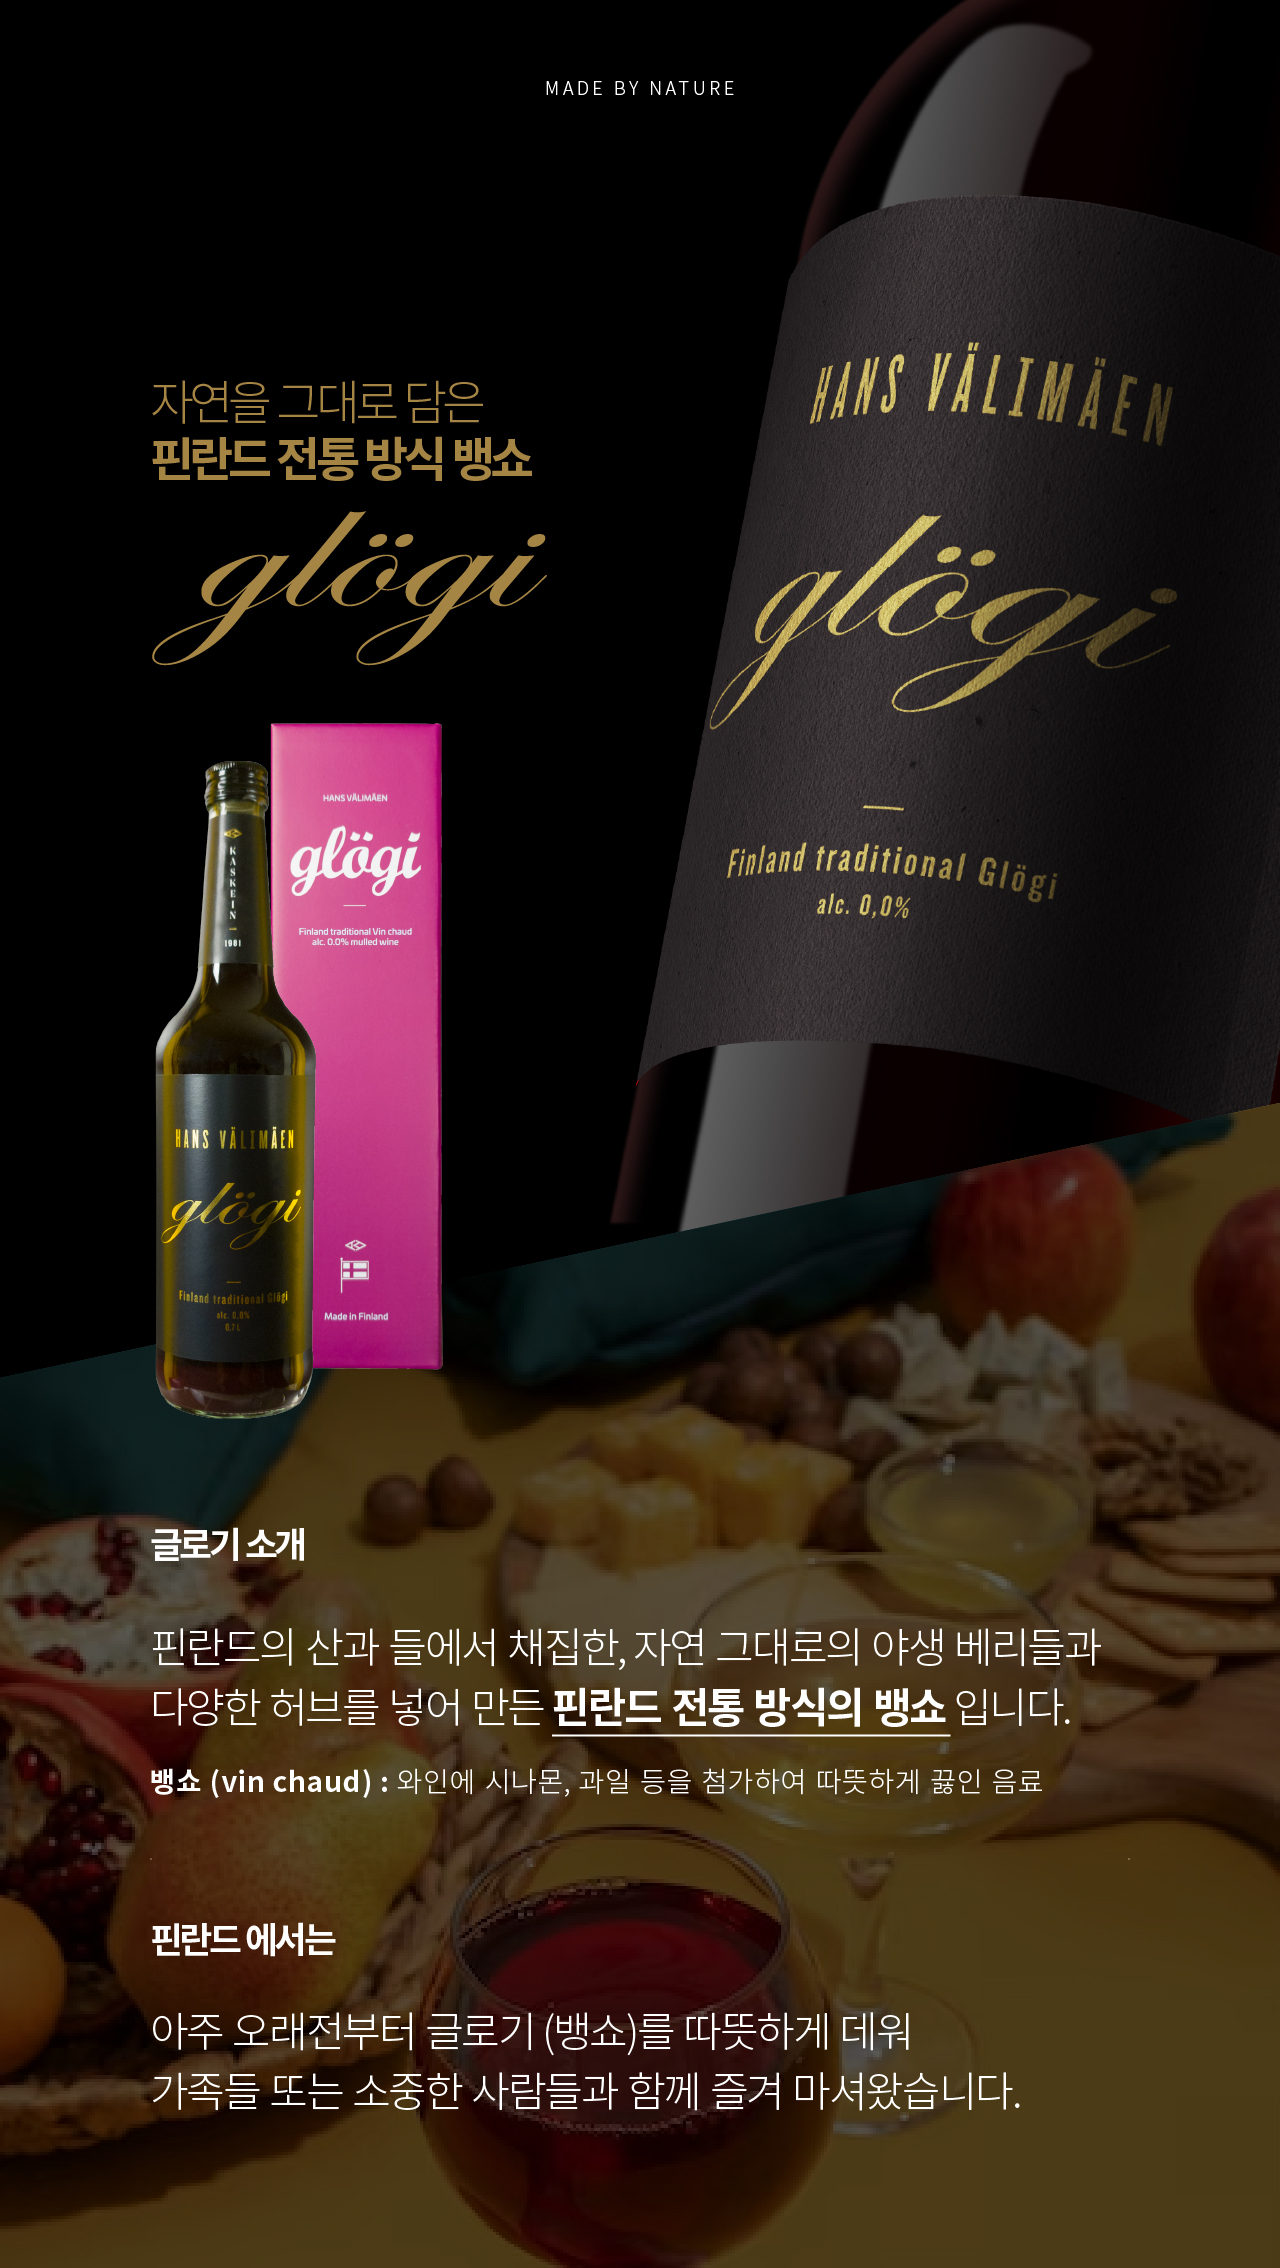 MADE BY NATURE
HANS VÄLIMÄEN
glögi
Finland traditional Glögi
alc. 0,0%
자연을 그대로 담은
핀란드 전통 방식 뱅쇼
glögi
HANS VÄLIMÄEN
glögi
Finland traditional Vin chaud
alc. 0.0% mulled wine
Made in Finland
KASKEIN
1981
HANS VÄLIMÄEN
glögi
Finland traditional Glögi
alc. 0,0%
0,7 L
글로기 소개
핀란드의 산과 들에서 채집한, 자연 그대로의 야생 베리들과
다양한 허브를 넣어 만든 핀란드 전통 방식의 뱅쇼 입니다.
뱅쇼 (vin chaud) : 와인에 시나몬, 과일 등을 첨가하여 따뜻하게 끓인 음료
핀란드 에서는
아주 오래전부터 글로기 (뱅쇼)를 따뜻하게 데워
가족들 또는 소중한 사람들과 함께 즐겨 마셔왔습니다.